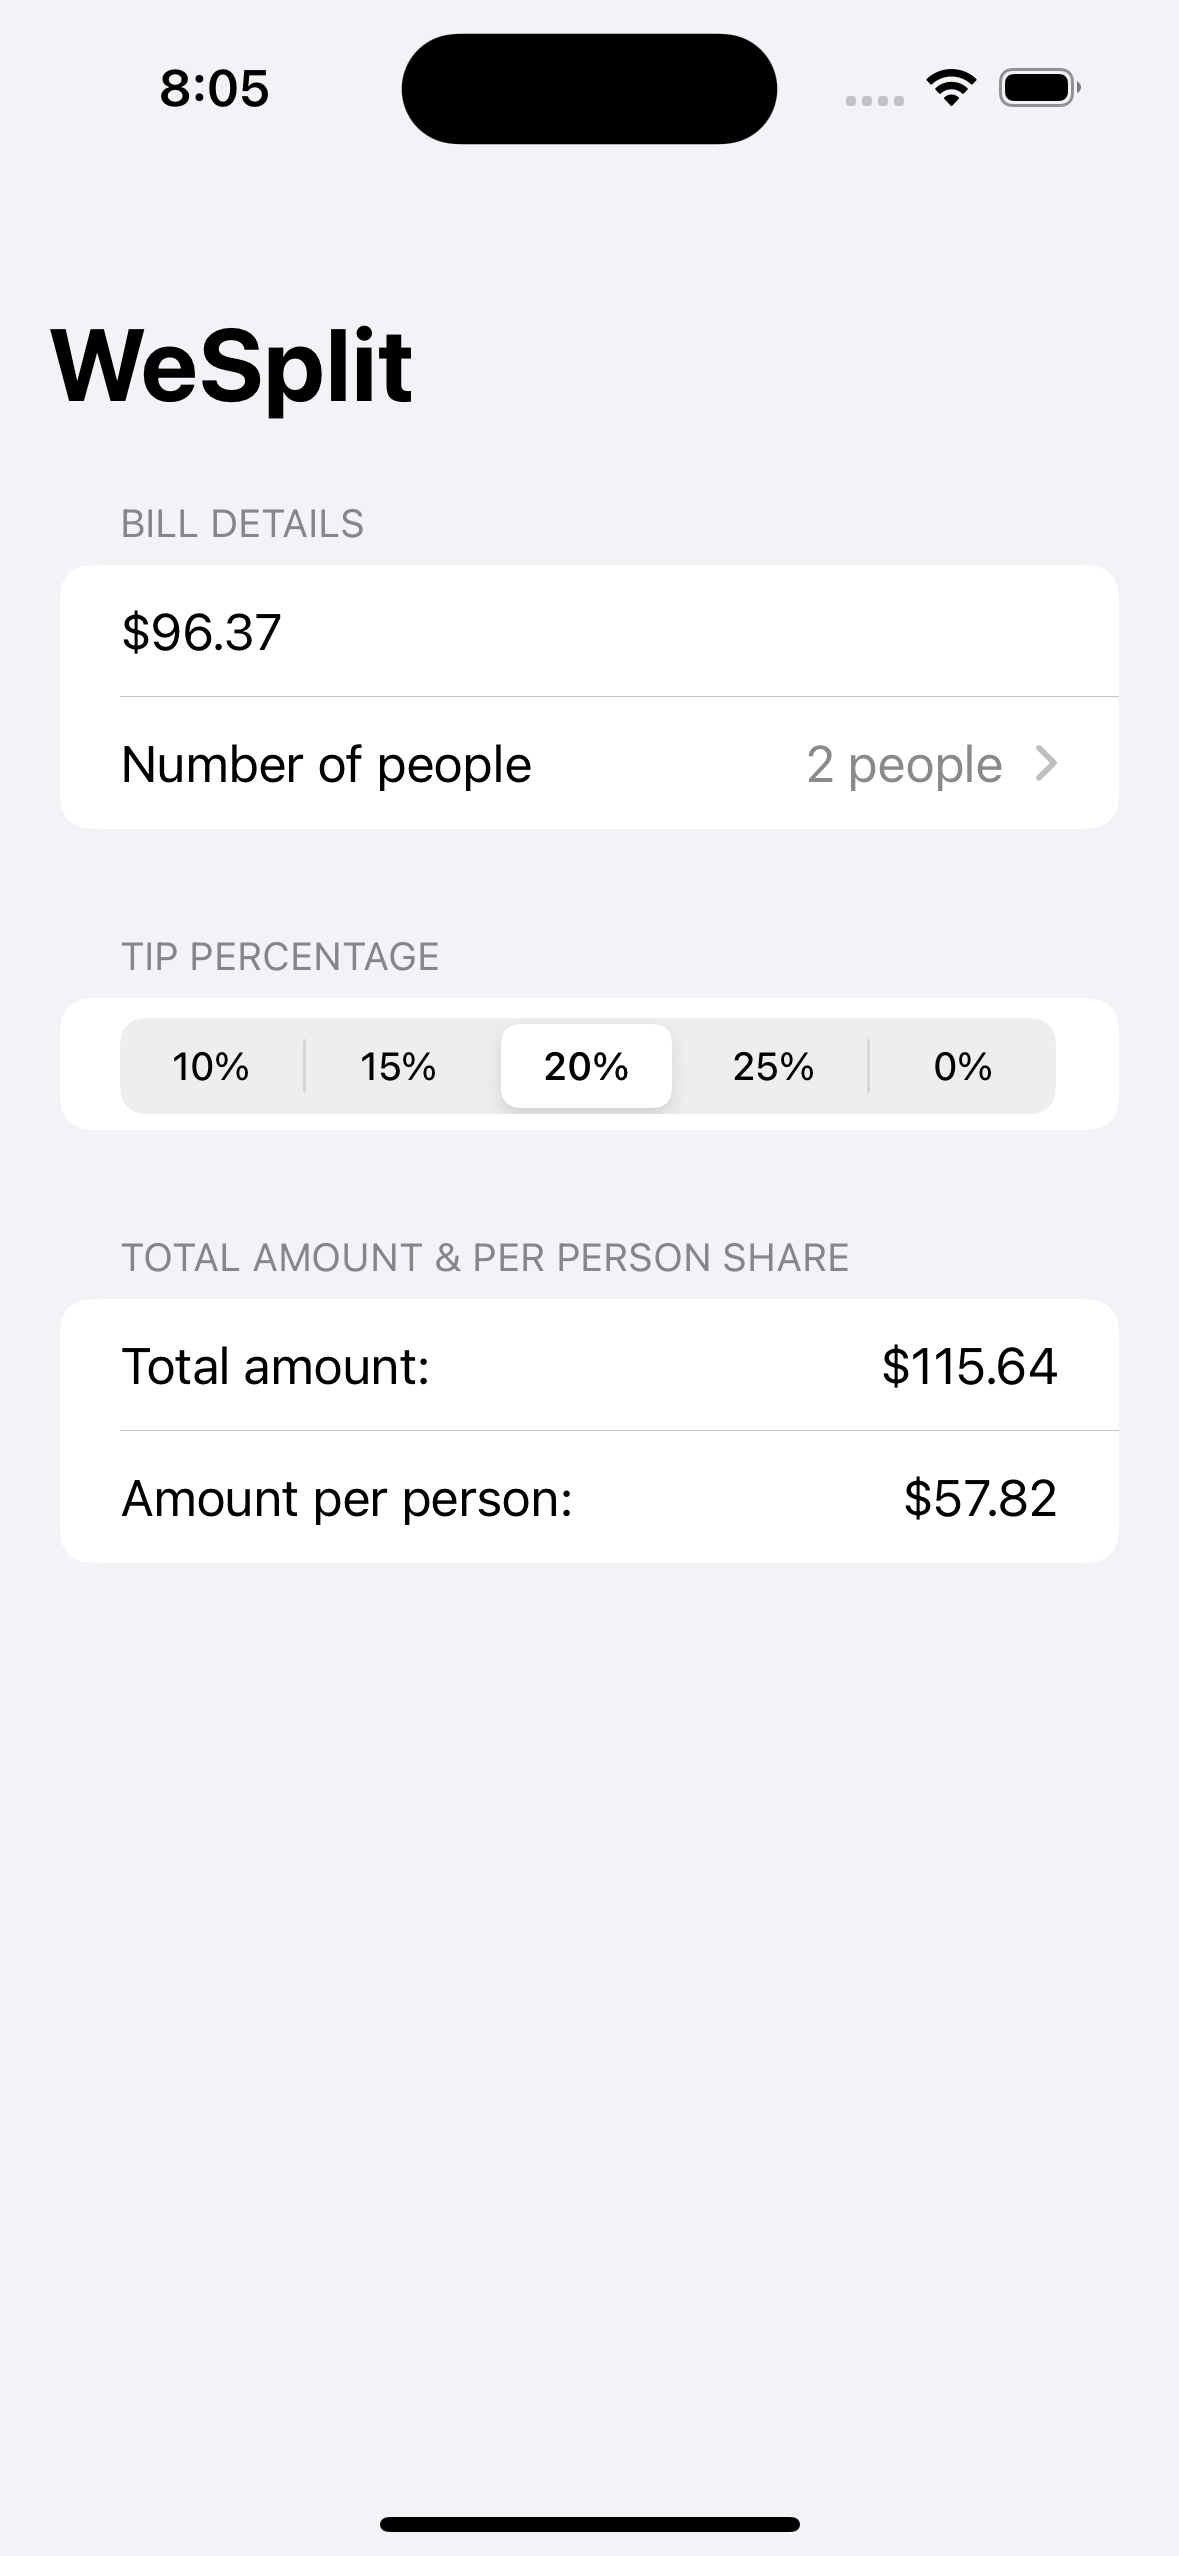 8:05
WeSplit
BILL DETAILS
$96.37
Number of people 2 people
TIP PERCENTAGE
10% 15% 20% 25% 0%
TOTAL AMOUNT & PER PERSON SHARE
Total amount: $115.64
Amount per person: $57.82